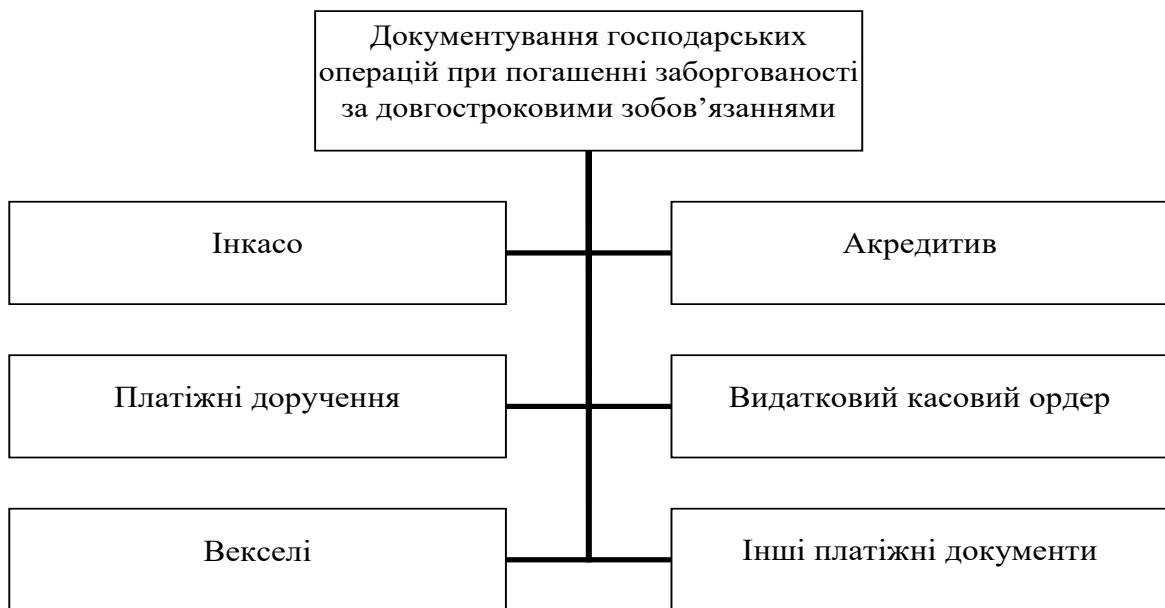 Документування господарських
операцій при погашенні заборгованості
за довгостроковими зобов’язаннями
Інкасо
Акредитив
Платіжні доручення
Видатковий касовий ордер
Векселі
Інші платіжні документи